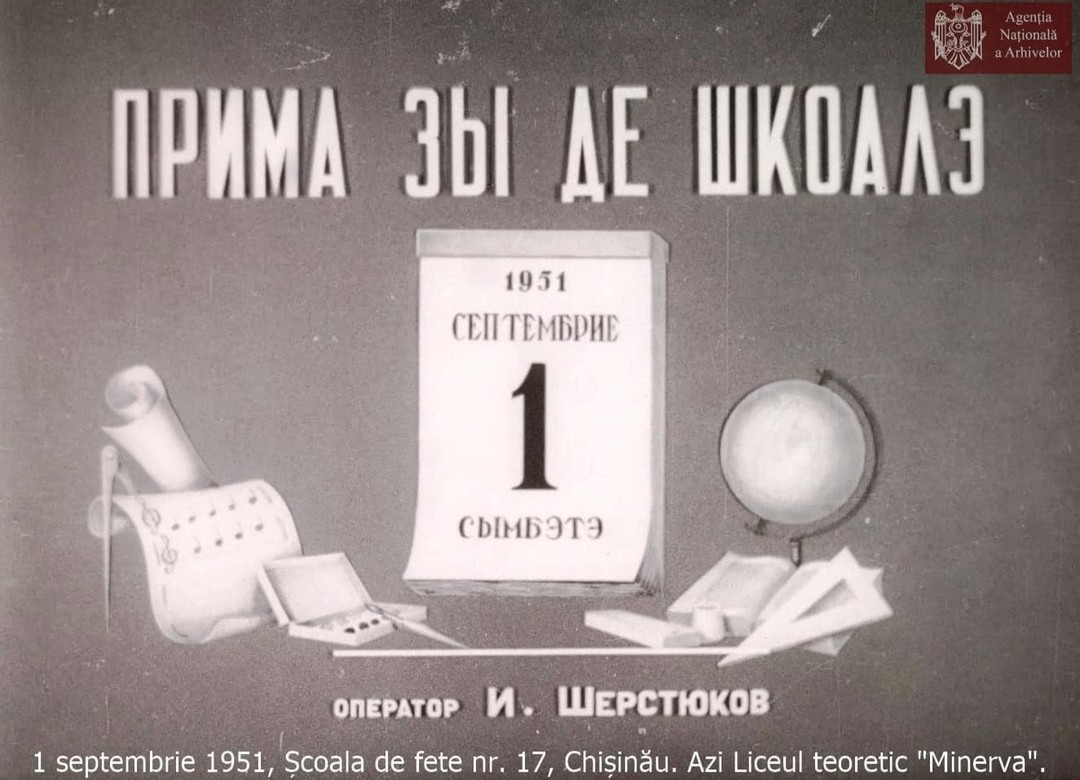 Agenția
Națională
a Arhivelor
ПРИМА ЗЫ ДЕ ШКОАЛЭ
1951
СЕПТЕМБРИЕ
1
СЫМБЭТЭ
ОПЕРАТОР И. ШЕРСТЮКОВ
1 septembrie 1951, Școala de fete nr. 17, Chișinău. Azi Liceul teoretic "Minerva".